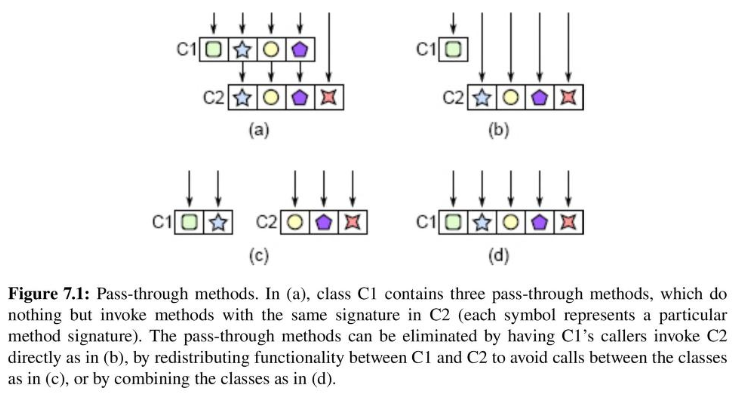 C1
C2
(a)
C1
C2
(b)
C1
C2
(c)
C1
(d)
Figure 7.1: Pass-through methods. In (a), class C1 contains three pass-through methods, which do
nothing but invoke methods with the same signature in C2 (each symbol represents a particular
method signature). The pass-through methods can be eliminated by having C1’s callers invoke C2
directly as in (b), by redistributing functionality between C1 and C2 to avoid calls between the classes
as in (c), or by combining the classes as in (d).